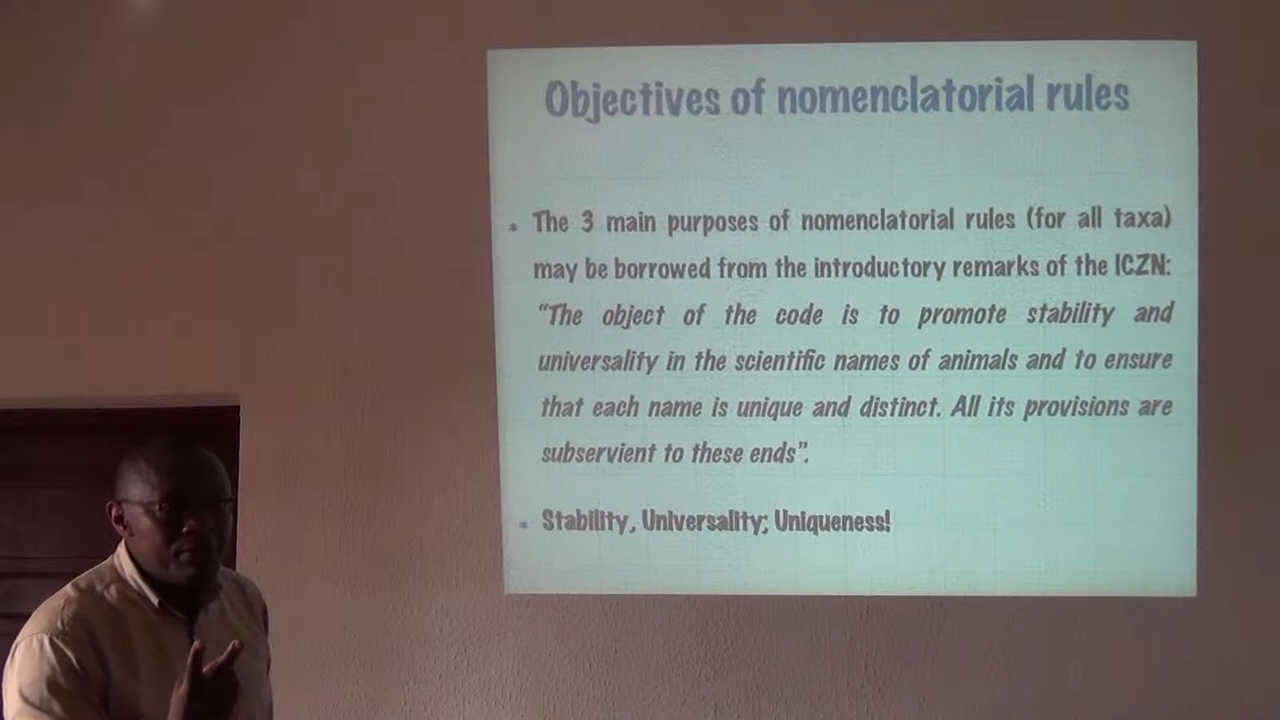 Objectives of nomenclatorial rules
* The 3 main purposes of nomenclatorial rules (for all taxa)
may be borrowed from the introductory remarks of the ICZN:
“The object of the code is to promote stability and
universality in the scientific names of animals and to ensure
that each name is unique and distinct. All its provisions are
subservient to these ends”.
* Stability, Universality; Uniqueness!